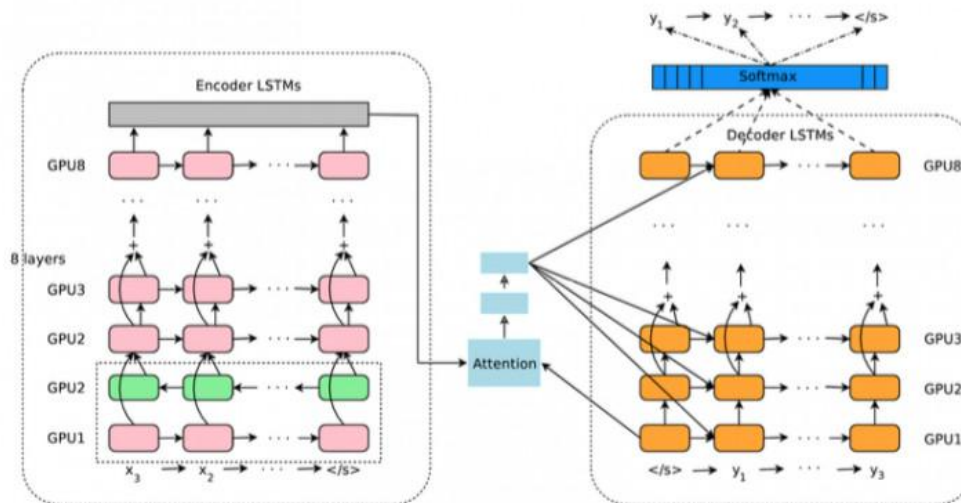 y₁ → y₂ → ··· → </s>
Softmax
Encoder LSTMs
Decoder LSTMs
GPU8
GPU8
··· ··· ···
··· ··· ···
+ + +
8 layers
GPU3
+ + +
GPU2
GPU3
Attention
GPU2
GPU2
GPU1
GPU1
x₃ → x₂ → ··· → </s>
</s> → y₁ → ··· → y₃